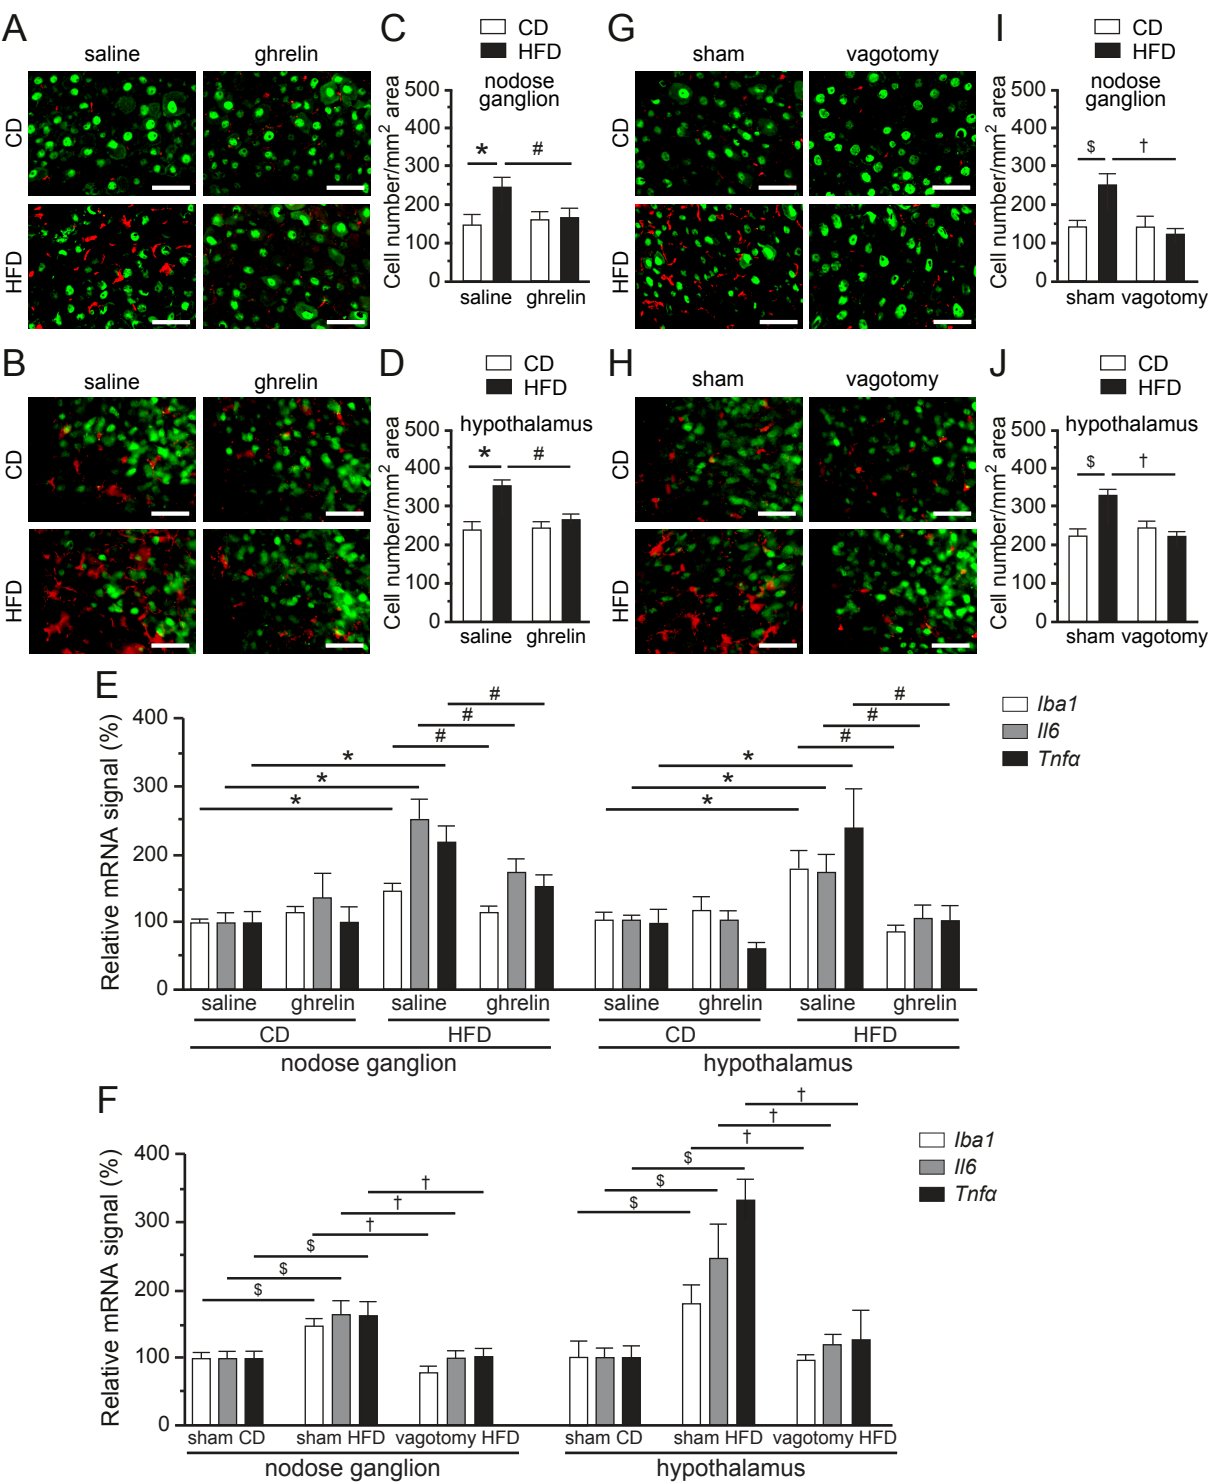 A
saline
ghrelin
CD
HFD
C
CD
HFD
nodose
ganglion
Cell number/mm² area
500
400
300
200
100
0
*
#
saline
ghrelin
G
sham
vagotomy
CD
HFD
I
CD
HFD
nodose
ganglion
Cell number/mm² area
500
400
300
200
100
0
$
†
sham
vagotomy
B
saline
ghrelin
CD
HFD
D
CD
HFD
hypothalamus
Cell number/mm² area
500
400
300
200
100
0
*
#
saline
ghrelin
H
sham
vagotomy
CD
HFD
J
CD
HFD
hypothalamus
Cell number/mm² area
500
400
300
200
100
0
$
†
sham
vagotomy
E
Relative mRNA signal (%)
400
300
200
100
0
*
*
*
#
#
#
*
*
*
#
#
#
Iba1
Il6
Tnfα
saline
ghrelin
saline
ghrelin
saline
ghrelin
saline
ghrelin
CD
HFD
CD
HFD
nodose ganglion
hypothalamus
F
Relative mRNA signal (%)
400
300
200
100
0
$
$
$
†
†
†
$
$
$
†
†
†
Iba1
Il6
Tnfα
sham CD
sham HFD
vagotomy HFD
sham CD
sham HFD
vagotomy HFD
nodose ganglion
hypothalamus